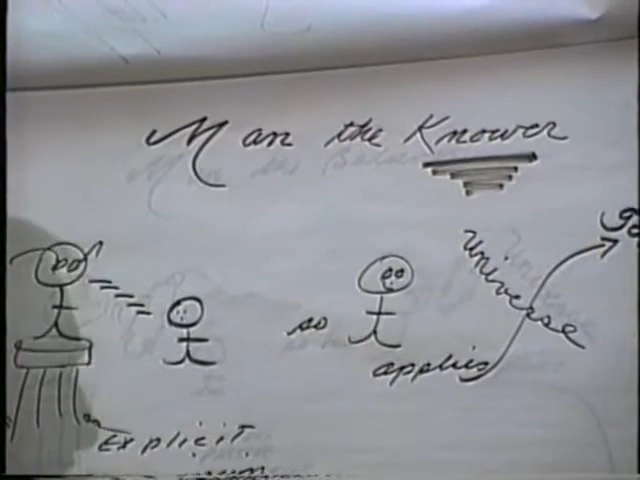 Man the Knower
Universe
so
applies
Explicit